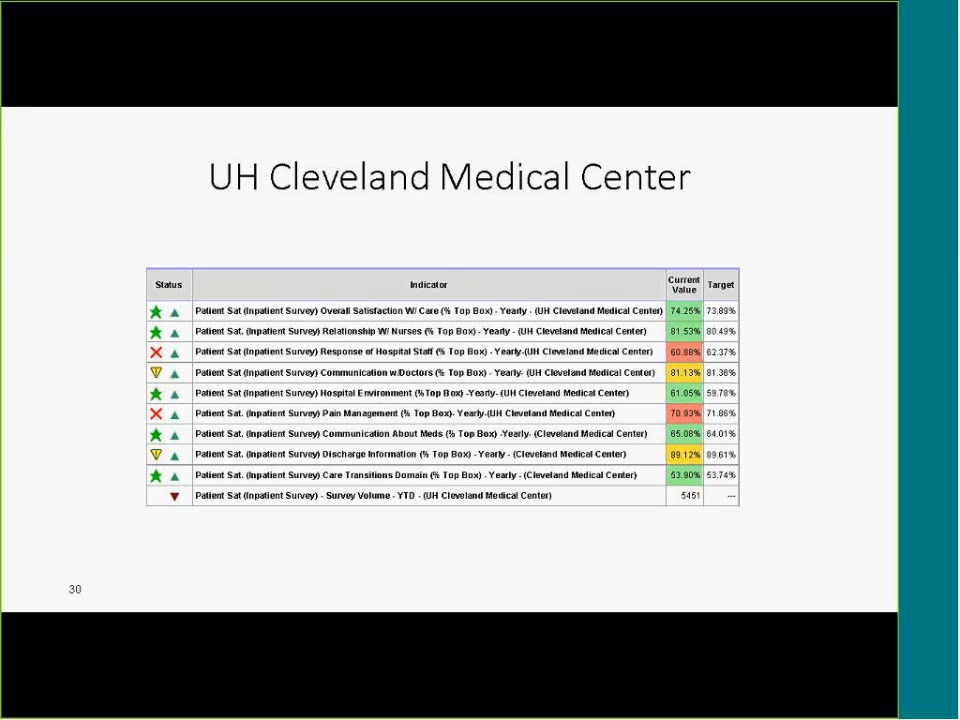 UH Cleveland Medical Center
Status Indicator Current Value Target
Patient Sat (Inpatient Survey) Overall Satisfaction W/ Care (% Top Box) - Yearly - (UH Cleveland Medical Center) 74.25% 73.89%
Patient Sat. (Inpatient Survey) Relationship W/ Nurses (% Top Box) - Yearly - (UH Cleveland Medical Center) 81.53% 80.49%
Patient Sat (Inpatient Survey) Response of Hospital Staff (% Top Box) - Yearly-(UH Cleveland Medical Center) 60.88% 62.37%
Patient Sat (Inpatient Survey) Communication w/Doctors (% Top Box) - Yearly- (UH Cleveland Medical Center) 81.13% 81.36%
Patient Sat. (Inpatient Survey) Hospital Environment (%Top Box) -Yearly- (UH Cleveland Medical Center) 61.05% 59.78%
Patient Sat. (Inpatient Survey) Pain Management (% Top Box)- Yearly-(UH Cleveland Medical Center) 70.93% 71.86%
Patient Sat. (Inpatient Survey) Communication About Meds (% Top Box) -Yearly- (Cleveland Medical Center) 65.08% 64.01%
Patient Sat. (Inpatient Survey) Discharge Information (% Top Box) - Yearly - (Cleveland Medical Center) 89.12% 89.61%
Patient Sat. (Inpatient Survey) Care Transitions Domain (% Top Box) - Yearly - (Cleveland Medical Center) 53.90% 53.74%
Patient Sat (Inpatient Survey) - Survey Volume - YTD - (UH Cleveland Medical Center) 5451 ---
30